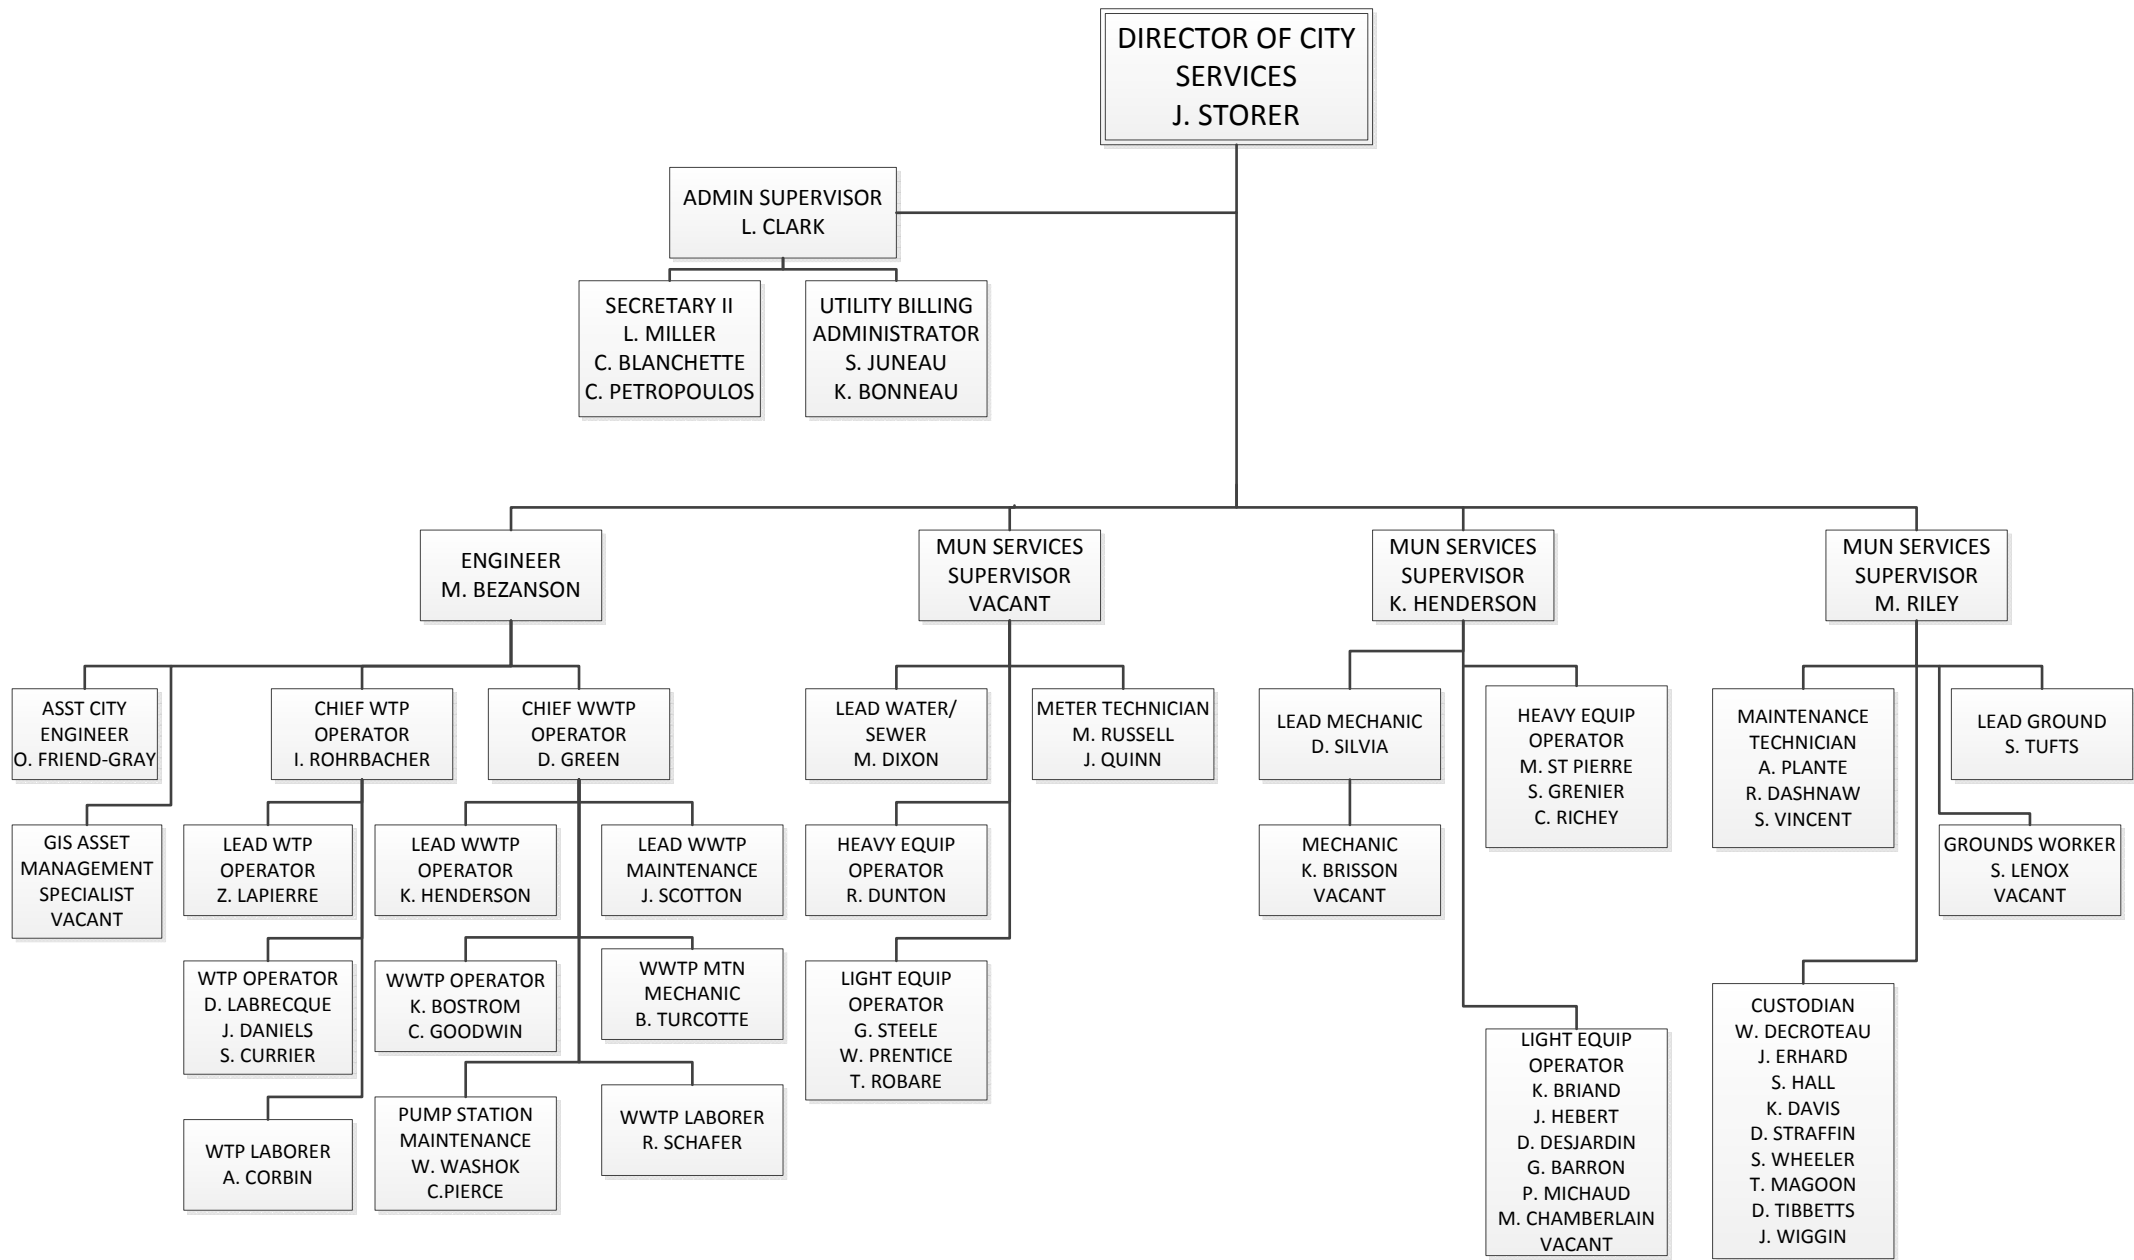 DIRECTOR OF CITY
SERVICES
J. STORER
ADMIN SUPERVISOR
L. CLARK
SECRETARY II
L. MILLER
C. BLANCHETTE
C. PETROPOULOS
UTILITY BILLING
ADMINISTRATOR
S. JUNEAU
K. BONNEAU
ENGINEER
M. BEZANSON
MUN SERVICES
SUPERVISOR
VACANT
MUN SERVICES
SUPERVISOR
K. HENDERSON
MUN SERVICES
SUPERVISOR
M. RILEY
ASST CITY
ENGINEER
O. FRIEND-GRAY
CHIEF WTP
OPERATOR
I. ROHRBACHER
CHIEF WWTP
OPERATOR
D. GREEN
LEAD WATER/
SEWER
M. DIXON
METER TECHNICIAN
M. RUSSELL
J. QUINN
LEAD MECHANIC
D. SILVIA
HEAVY EQUIP
OPERATOR
M. ST PIERRE
S. GRENIER
C. RICHEY
MAINTENANCE
TECHNICIAN
A. PLANTE
R. DASHNAW
S. VINCENT
LEAD GROUND
S. TUFTS
GIS ASSET
MANAGEMENT
SPECIALIST
VACANT
LEAD WTP
OPERATOR
Z. LAPIERRE
LEAD WWTP
OPERATOR
K. HENDERSON
LEAD WWTP
MAINTENANCE
J. SCOTTON
HEAVY EQUIP
OPERATOR
R. DUNTON
MECHANIC
K. BRISSON
VACANT
GROUNDS WORKER
S. LENOX
VACANT
WTP OPERATOR
D. LABRECQUE
J. DANIELS
S. CURRIER
WWTP OPERATOR
K. BOSTROM
C. GOODWIN
WWTP MTN
MECHANIC
B. TURCOTTE
LIGHT EQUIP
OPERATOR
G. STEELE
W. PRENTICE
T. ROBARE
LIGHT EQUIP
OPERATOR
K. BRIAND
J. HEBERT
D. DESJARDIN
G. BARRON
P. MICHAUD
M. CHAMBERLAIN
VACANT
CUSTODIAN
W. DECROTEAU
J. ERHARD
S. HALL
K. DAVIS
D. STRAFFIN
S. WHEELER
T. MAGOON
D. TIBBETTS
J. WIGGIN
WTP LABORER
A. CORBIN
PUMP STATION
MAINTENANCE
W. WASHOK
C.PIERCE
WWTP LABORER
R. SCHAFER